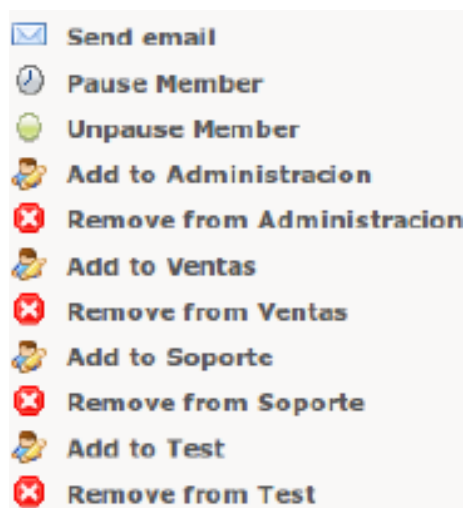 Send email
Pause Member
Unpause Member
Add to Administracion
Remove from Administracion
Add to Ventas
Remove from Ventas
Add to Soporte
Remove from Soporte
Add to Test
Remove from Test